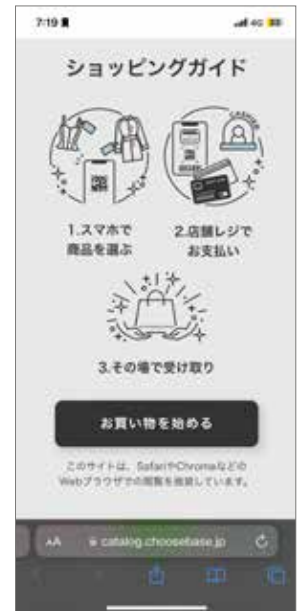 7:19
4G
ショッピングガイド
CASHIER
1.スマホで
商品を選ぶ
2.店舗レジで
お支払い
3.その場で受け取り
お買い物を始める
このサイトは、SafariやChromeなどの
Webブラウザでの閲覧を推奨しています。
AA
catalog.choosebase.jp